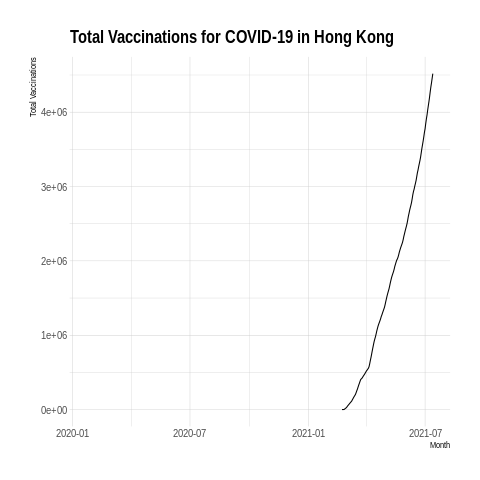 Total Vaccinations for COVID-19 in Hong Kong
Total Vaccinations
4e+06
3e+06
2e+06
1e+06
0e+00
2020-01 2020-07 2021-01 2021-07
Month